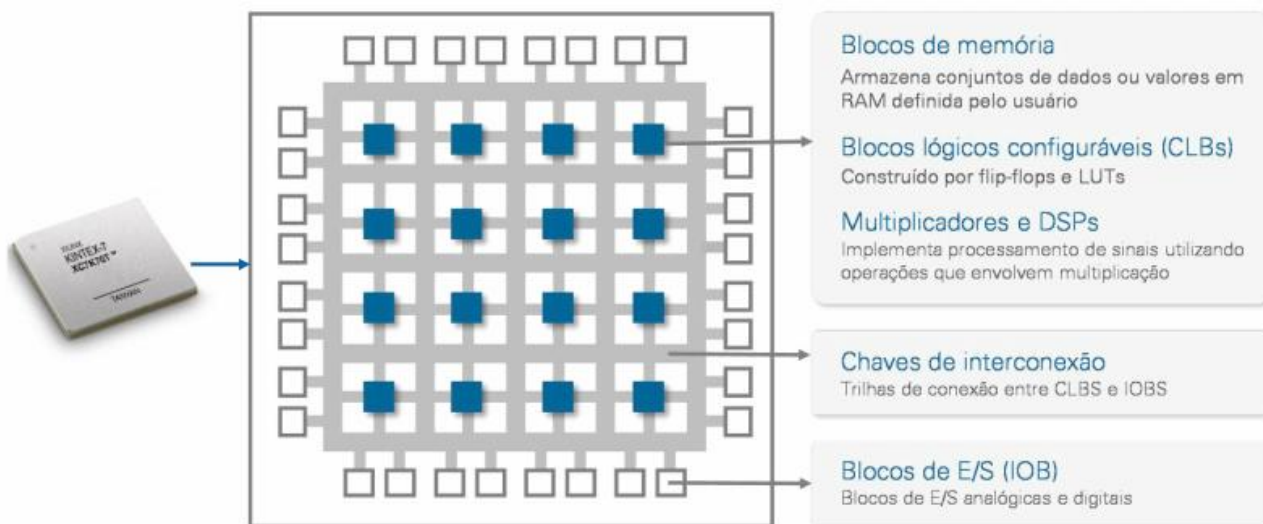 XILINX
KINTEX-7
XC7K70T™
TAIWAN
Blocos de memória
Armazena conjuntos de dados ou valores em
RAM definida pelo usuário
Blocos lógicos configuráveis (CLBs)
Construído por flip-flops e LUTs
Multiplicadores e DSPs
Implementa processamento de sinais utilizando
operações que envolvem multiplicação
Chaves de interconexão
Trilhas de conexão entre CLBS e IOBS
Blocos de E/S (IOB)
Blocos de E/S analógicas e digitais